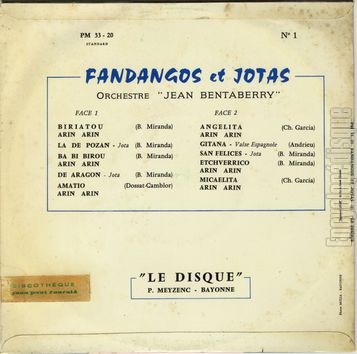 PM 33 - 20
STANDARD
N° 1
FANDANGOS et JOTAS
ORCHESTRE "JEAN BENTABERRY"
FACE 1
BIRIATOU (B. Miranda)
ARIN ARIN
LA DE POZAN - Jota (B. Miranda)
BA BI BIROU (B. Miranda)
ARIN ARIN
DE ARAGON - Jota (B. Miranda)
AMATIO (Dossat-Camblor)
ARIN ARIN
FACE 2
ANGELITA (Ch. Garcia)
ARIN ARIN
GITANA - Valse Espagnole (Andrieu)
SAN FELICES - Jota (B. Miranda)
ETCHVERRICO (B. Miranda)
ARIN ARIN
MICAELITA (Ch. Garcia)
ARIN ARIN
"LE DISQUE"
P. MEYZENC - BAYONNE
DISCOTHÈQUE